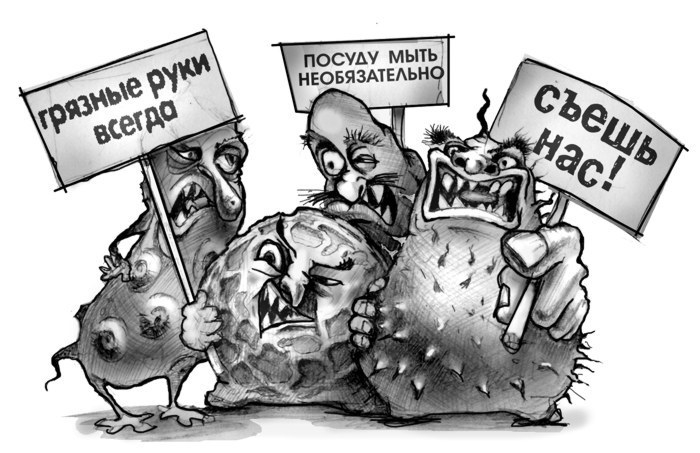 грязные руки
всегда
ПОСУДУ МЫТЬ
НЕОБЯЗАТЕЛЬНО
съешь
нас!